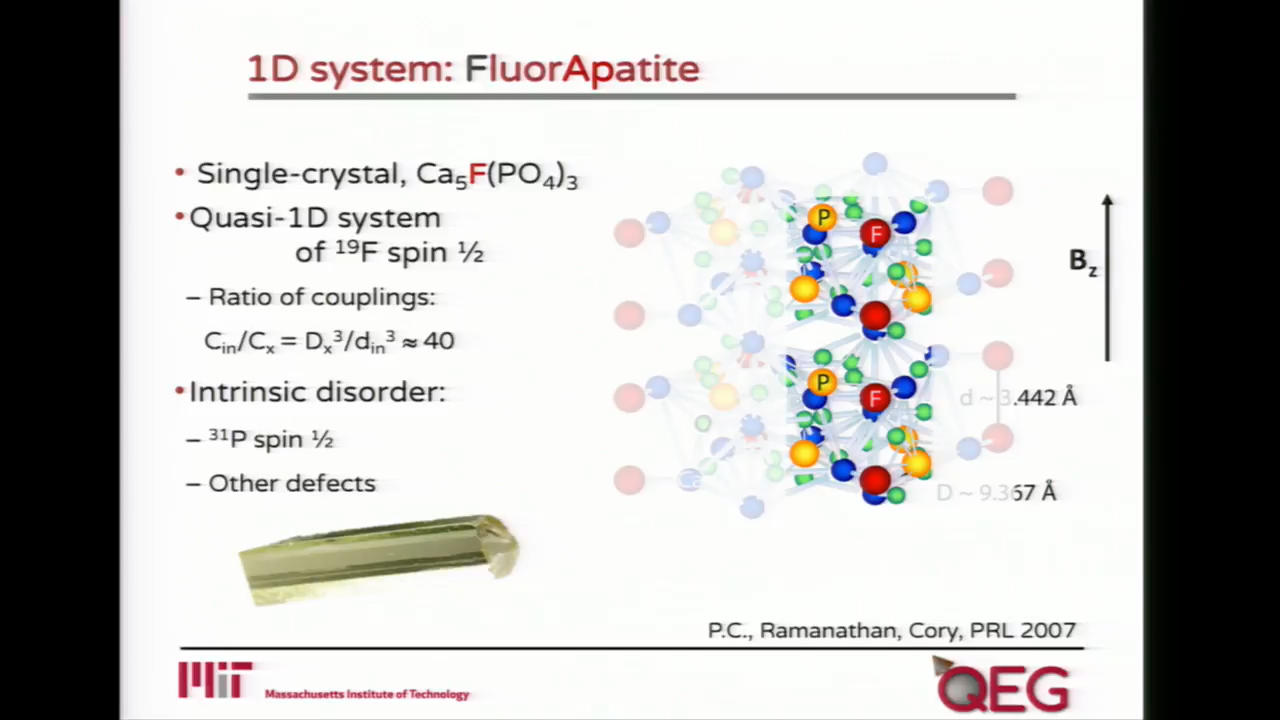 1D system: FluorApatite
• Single-crystal, Ca₅F(PO₄)₃
• Quasi-1D system
of ¹⁹F spin ½
– Ratio of couplings:
Cᵢₙ/Cₓ = Dₓ³/dᵢₙ³ ≈ 40
• Intrinsic disorder:
– ³¹P spin ½
– Other defects
P
F
P
F
Ca
B_z
d ~ 3.442 Å
D ~ 9.367 Å
P.C., Ramanathan, Cory, PRL 2007
MIT Massachusetts Institute of Technology
QEG